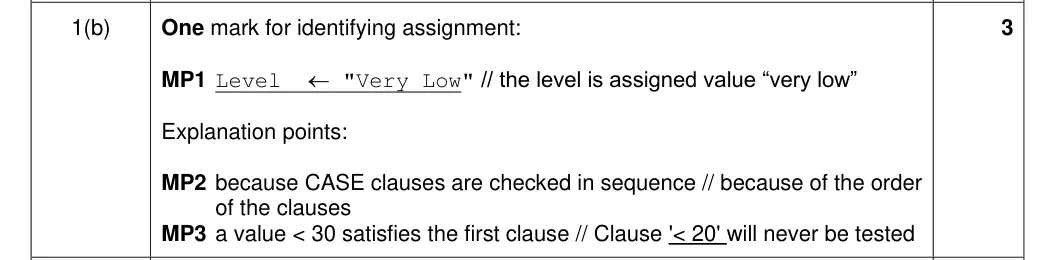 1(b) One mark for identifying assignment: 3
MP1 Level ← "Very Low" // the level is assigned value “very low”
Explanation points:
MP2 because CASE clauses are checked in sequence // because of the order
of the clauses
MP3 a value < 30 satisfies the first clause // Clause '< 20' will never be tested